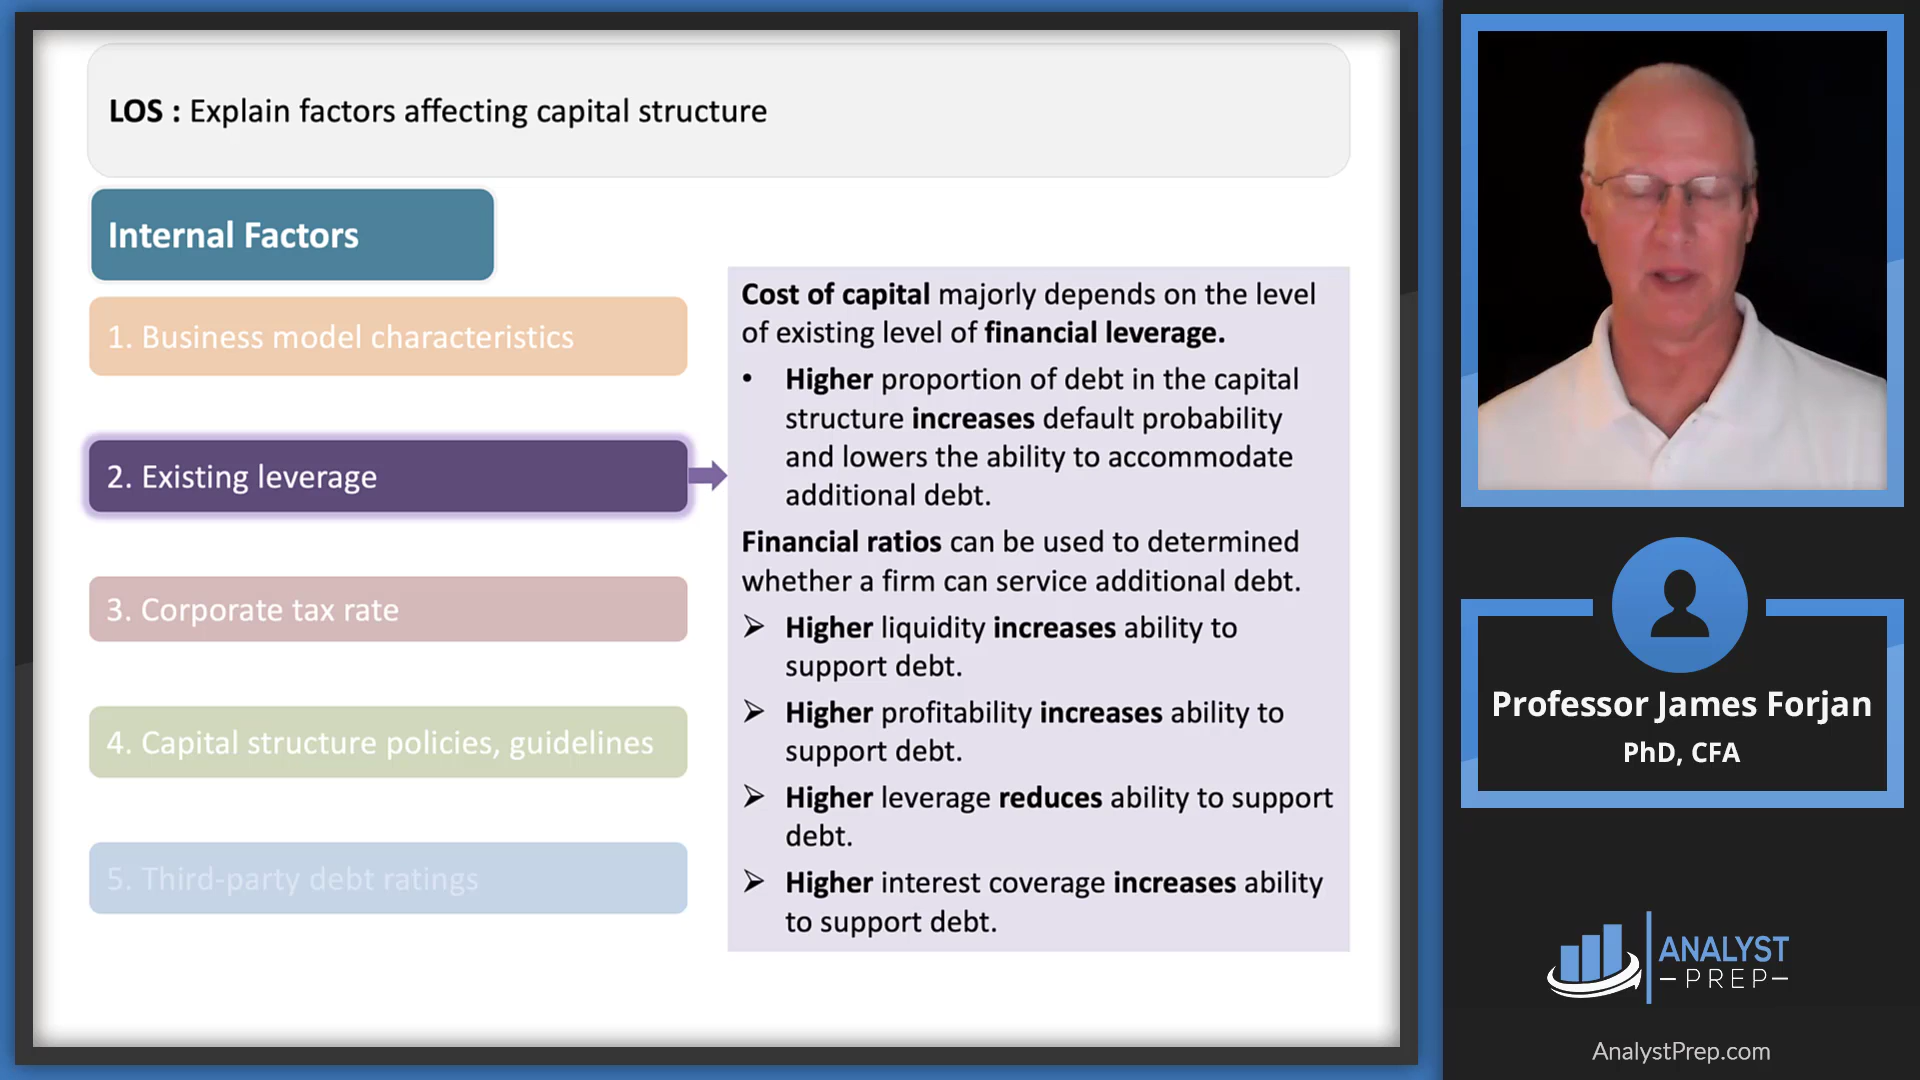 LOS : Explain factors affecting capital structure
Internal Factors
1. Business model characteristics
2. Existing leverage
3. Corporate tax rate
4. Capital structure policies, guidelines
5. Third-party debt ratings
Cost of capital majorly depends on the level
of existing level of financial leverage.
• Higher proportion of debt in the capital
structure increases default probability
and lowers the ability to accommodate
additional debt.
Financial ratios can be used to determined
whether a firm can service additional debt.
➢ Higher liquidity increases ability to
support debt.
➢ Higher profitability increases ability to
support debt.
➢ Higher leverage reduces ability to support
debt.
➢ Higher interest coverage increases ability
to support debt.
Professor James Forjan
PhD, CFA
ANALYST
PREP
AnalystPrep.com